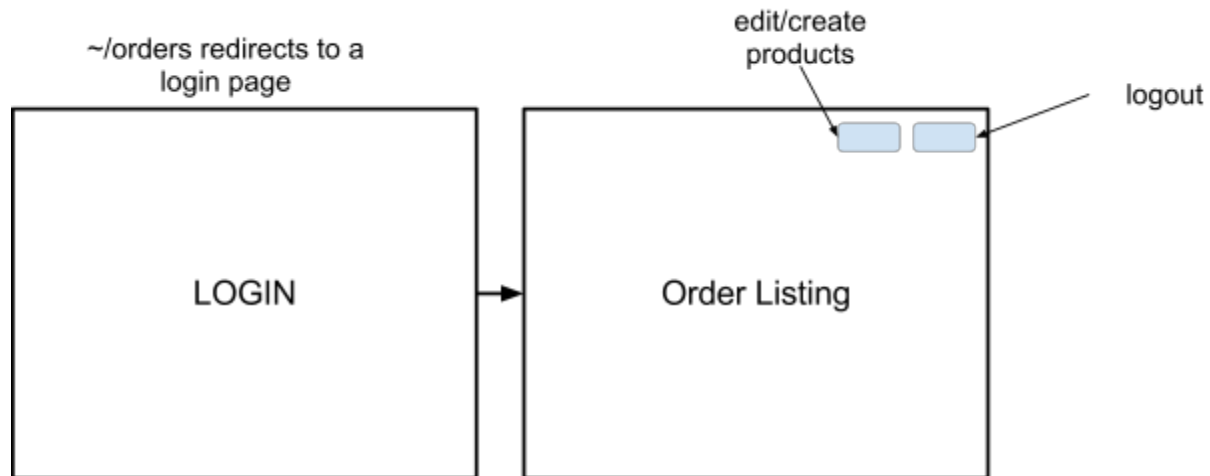 ~/orders redirects to a
login page
edit/create
products
logout
LOGIN
Order Listing